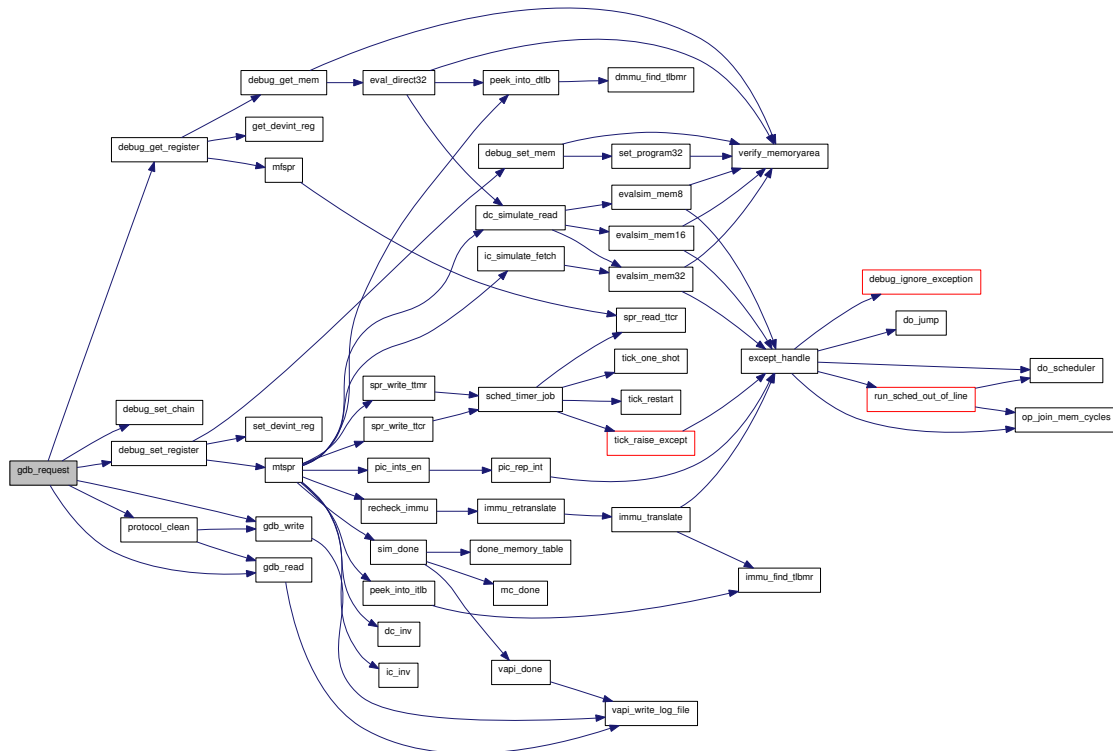 debug_get_mem
eval_direct32
peek_into_dtlb
dmmu_find_tlbmr
get_devint_reg
debug_get_register
debug_set_mem
set_program32
verify_memoryarea
mfspr
evalsim_mem8
dc_simulate_read
evalsim_mem16
ic_simulate_fetch
evalsim_mem32
debug_ignore_exception
spr_read_ttcr
do_jump
tick_one_shot
except_handle
do_scheduler
spr_write_ttmr
sched_timer_job
tick_restart
run_sched_out_of_line
debug_set_chain
op_join_mem_cycles
set_devint_reg
spr_write_ttcr
tick_raise_except
debug_set_register
gdb_request
mtspr
pic_ints_en
pic_rep_int
protocol_clean
gdb_write
recheck_immu
immu_retranslate
immu_translate
sim_done
done_memory_table
gdb_read
peek_into_itlb
mc_done
immu_find_tlbmr
dc_inv
ic_inv
vapi_done
vapi_write_log_file